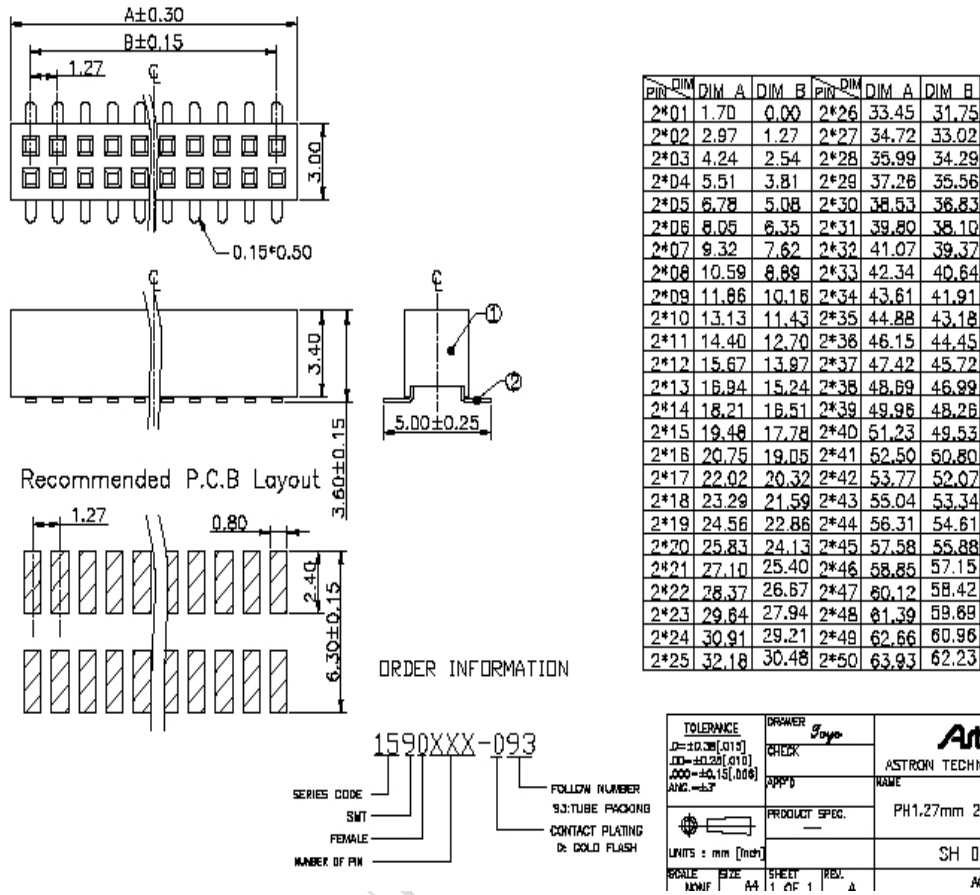 A±0.30
B±0.15
1.27
3.00
0.15*0.50
3.40
3.60±0.15
5.00±0.25
1
2
Recommended P.C.B Layout
1.27
0.80
2.40
6.30±0.15
PIN DIM DIM A DIM B PIN DIM DIM A DIM B
2*01 1.70 0.00 2*26 33.45 31.75
2*02 2.97 1.27 2*27 34.72 33.02
2*03 4.24 2.54 2*28 35.99 34.29
2*04 5.51 3.81 2*29 37.26 35.56
2*05 6.78 5.08 2*30 38.53 36.83
2*06 8.05 6.35 2*31 39.80 38.10
2*07 9.32 7.62 2*32 41.07 39.37
2*08 10.59 8.89 2*33 42.34 40.64
2*09 11.86 10.16 2*34 43.61 41.91
2*10 13.13 11.43 2*35 44.88 43.18
2*11 14.40 12.70 2*36 46.15 44.45
2*12 15.67 13.97 2*37 47.42 45.72
2*13 16.94 15.24 2*38 48.69 46.99
2*14 18.21 16.51 2*39 49.96 48.26
2*15 19.48 17.78 2*40 51.23 49.53
2*16 20.75 19.05 2*41 52.50 50.80
2*17 22.02 20.32 2*42 53.77 52.07
2*18 23.29 21.59 2*43 55.04 53.34
2*19 24.56 22.86 2*44 56.31 54.61
2*20 25.83 24.13 2*45 57.58 55.88
2*21 27.10 25.40 2*46 58.85 57.15
2*22 28.37 26.67 2*47 60.12 58.42
2*23 29.64 27.94 2*48 61.39 59.69
2*24 30.91 29.21 2*49 62.66 60.96
2*25 32.18 30.48 2*50 63.93 62.23
ORDER INFORMATION
1590XXX-093
SERIES CODE
SMT
FEMALE
NUMBER OF PIN
FOLLOW NUMBER
93:TUBE PACKING
CONTACT PLATING
0: GOLD FLASH
TOLERANCE
.0=±0.38[.015]
.00=±0.25[.010]
.000=±0.15[.006]
ANG.=±3°
UNITS : mm [inch]
SCALE NONE
SIZE A4
SHEET 1 OF 1
REV. A
DRAWER
CHECK
APP'D
PRODUCT SPEC.
ASTRON TECHN
NAME
PH1.27mm 2
SH 0